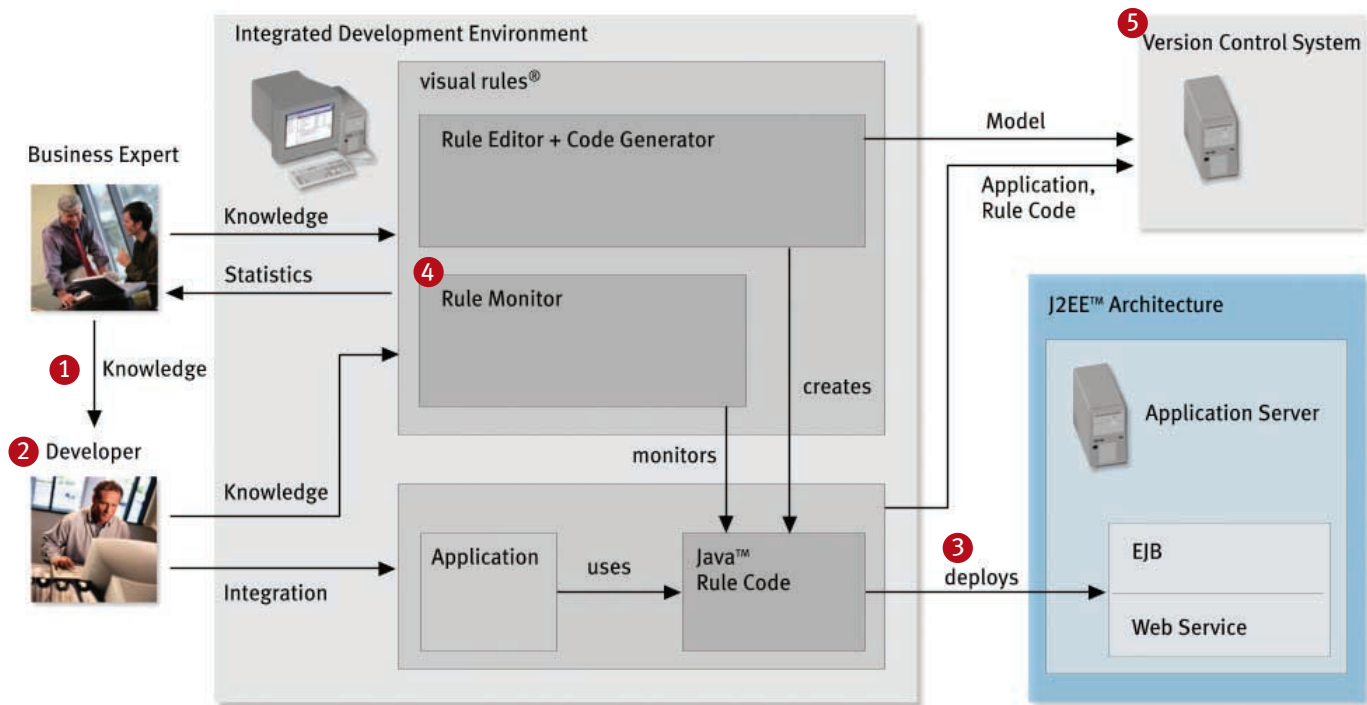 Integrated Development Environment
visual rules®
Rule Editor + Code Generator
Business Expert
Knowledge
Statistics
4
Rule Monitor
1
Knowledge
creates
monitors
2
Developer
Knowledge
Integration
Application
uses
Java™
Rule Code
3
deploys
5
Version Control System
Model
Application,
Rule Code
J2EE™ Architecture
Application Server
EJB
Web Service